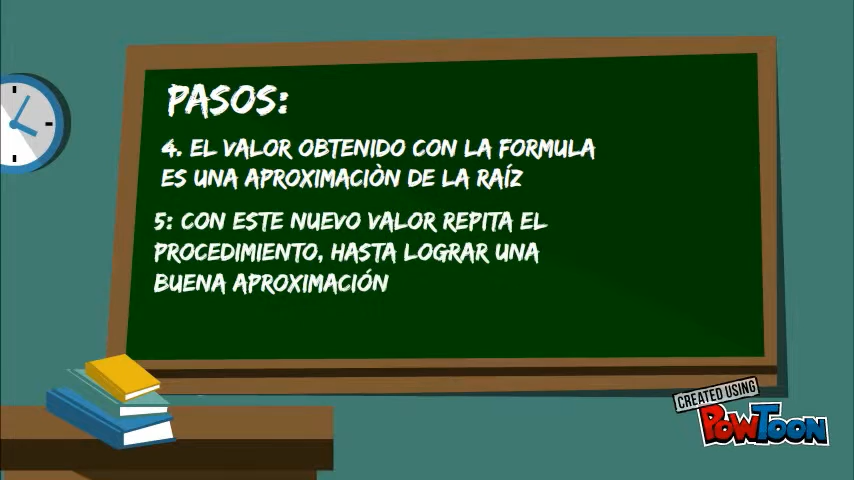 PASOS:
4. EL VALOR OBTENIDO CON LA FORMULA
ES UNA APROXIMACIÒN DE LA RAÍZ
5: CON ESTE NUEVO VALOR REPITA EL
PROCEDIMIENTO, HASTA LOGRAR UNA
BUENA APROXIMACIÓN
CREATED USING
POWTOON